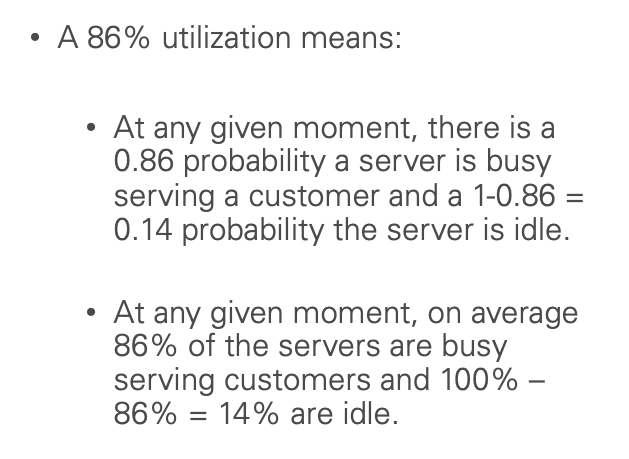 • A 86% utilization means:
• At any given moment, there is a
0.86 probability a server is busy
serving a customer and a 1-0.86 =
0.14 probability the server is idle.
• At any given moment, on average
86% of the servers are busy
serving customers and 100% –
86% = 14% are idle.